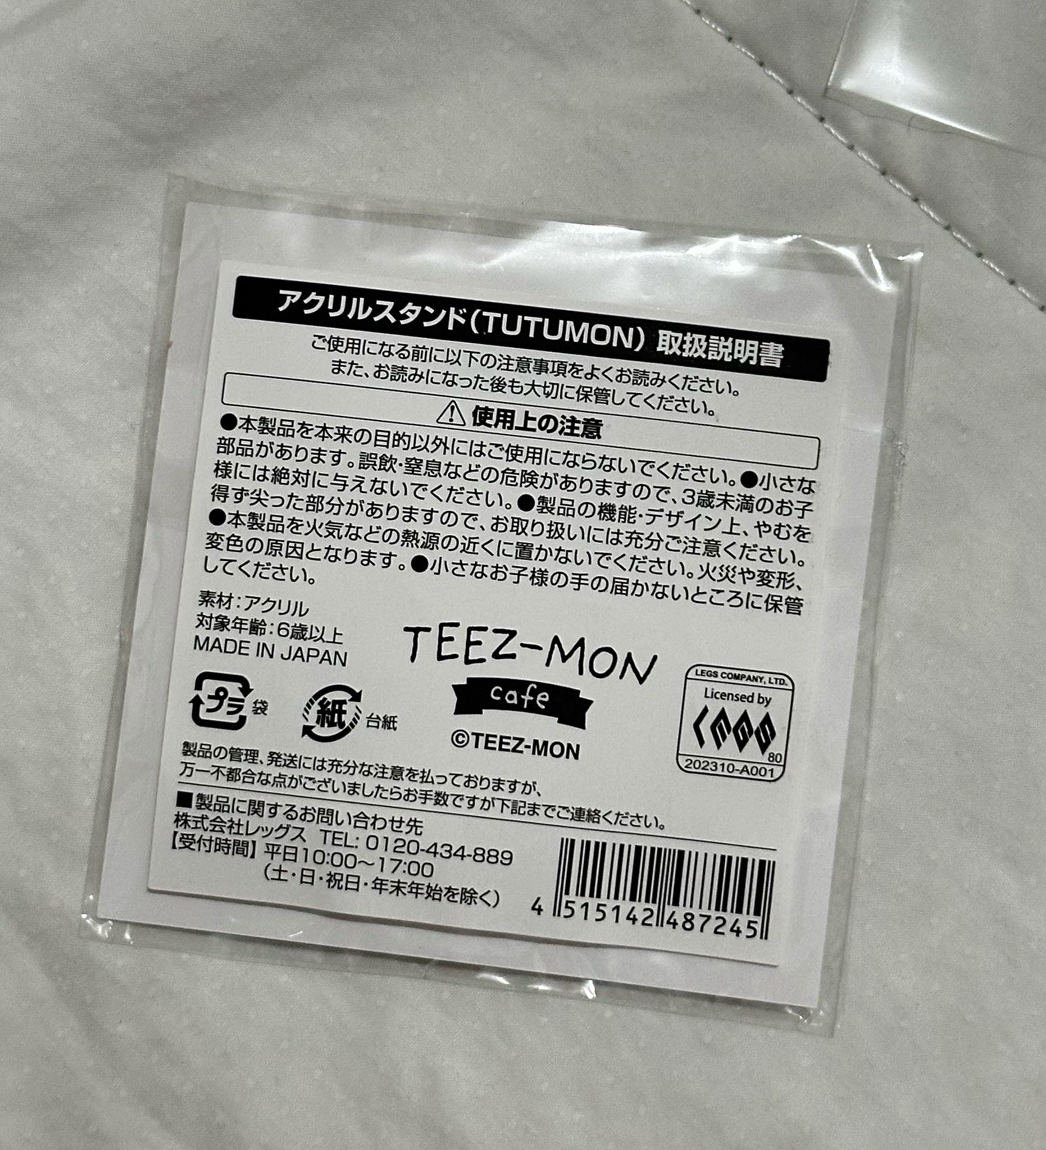 アクリルスタンド(TUTUMON) 取扱説明書
ご使用になる前に以下の注意事項をよくお読みください。
また、お読みになった後も大切に保管してください。
⚠ 使用上の注意
●本製品を本来の目的以外にはご使用にならないでください。●小さな
部品があります。誤飲・窒息などの危険がありますので、3歳未満のお子
様には絶対に与えないでください。●製品の機能・デザイン上、やむを
得ず尖った部分がありますので、お取り扱いには充分ご注意ください。
●本製品を火気などの熱源の近くに置かないでください。火災や変形、
変色の原因となります。●小さなお子様の手の届かないところに保管
してください。
素材:アクリル
対象年齢:6歳以上
MADE IN JAPAN
プラ 袋
紙 台紙
TEEZ-MON
cafe
©TEEZ-MON
LEGS COMPANY, LTD.
Licensed by
LEGS
80
202310-A001
製品の管理、発送には充分な注意を払っておりますが、
万一不都合な点がございましたらお手数ですが下記までご連絡ください。
■製品に関するお問い合わせ先
株式会社レッグス TEL: 0120-434-889
【受付時間】平日10:00～17:00
(土・日・祝日・年末年始を除く)
4 515142 487245